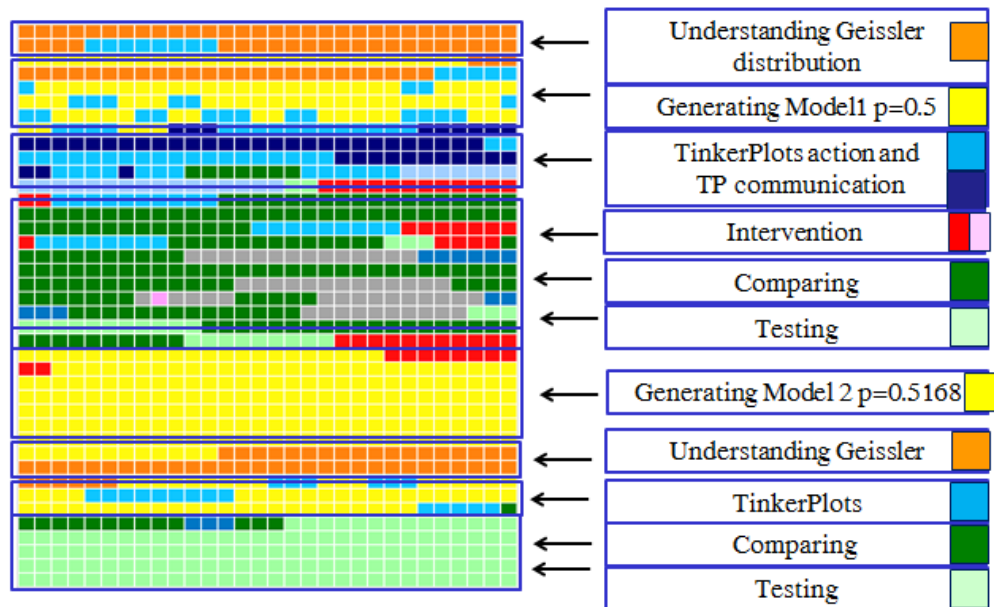 Understanding Geissler
distribution
Generating Model1 p=0.5
TinkerPlots action and
TP communication
Intervention
Comparing
Testing
Generating Model 2 p=0.5168
Understanding Geissler
TinkerPlots
Comparing
Testing